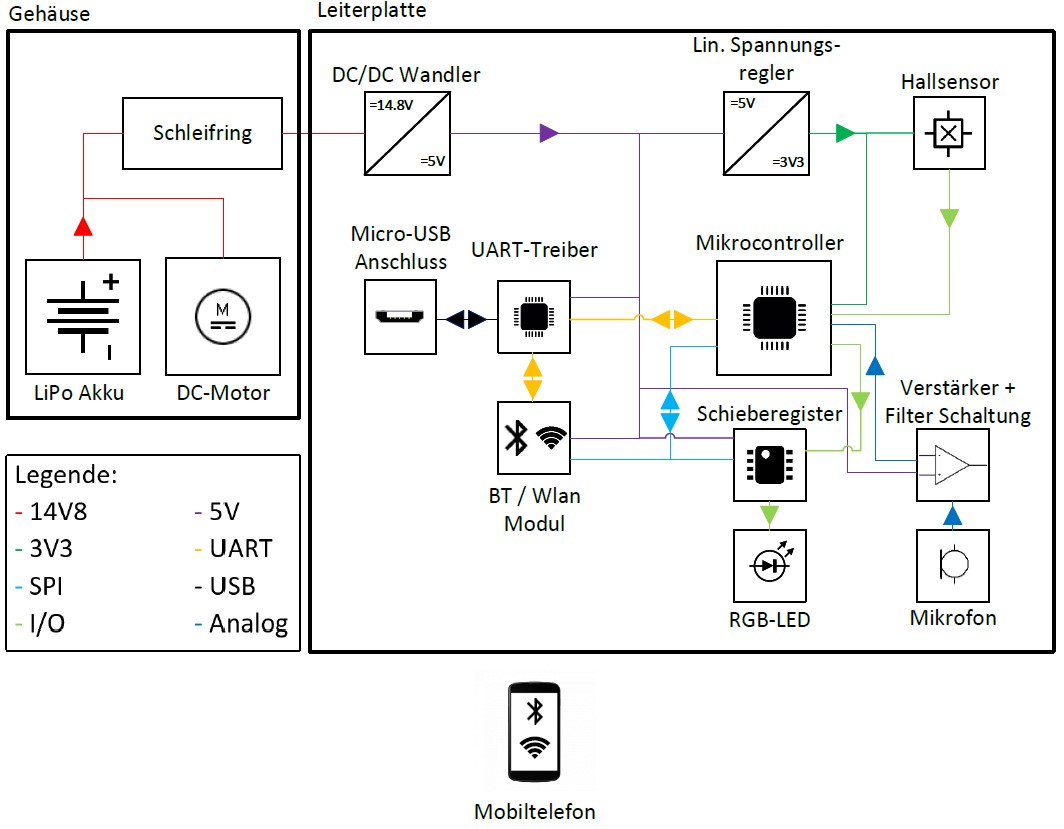 Gehäuse
Leiterplatte
Schleifring
DC/DC Wandler
=14.8V
=5V
Lin. Spannungs-
regler
=5V
=3V3
Hallsensor
Micro-USB
Anschluss
UART-Treiber
Mikrocontroller
M
LiPo Akku
DC-Motor
Schieberegister
Verstärker +
Filter Schaltung
BT / Wlan
Modul
RGB-LED
Mikrofon
Legende:
- 14V8
- 5V
- 3V3
- UART
- SPI
- USB
- I/O
- Analog
Mobiltelefon